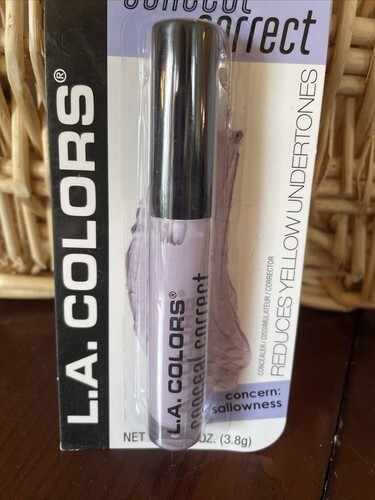 conceal
correct
L.A. COLORS®
L.A. COLORS®
conceal correct
CONCEALER / DISSIMULATEUR / CORRECTOR
REDUCES YELLOW UNDERTONES
concern:
sallowness
NET OZ. (3.8g)